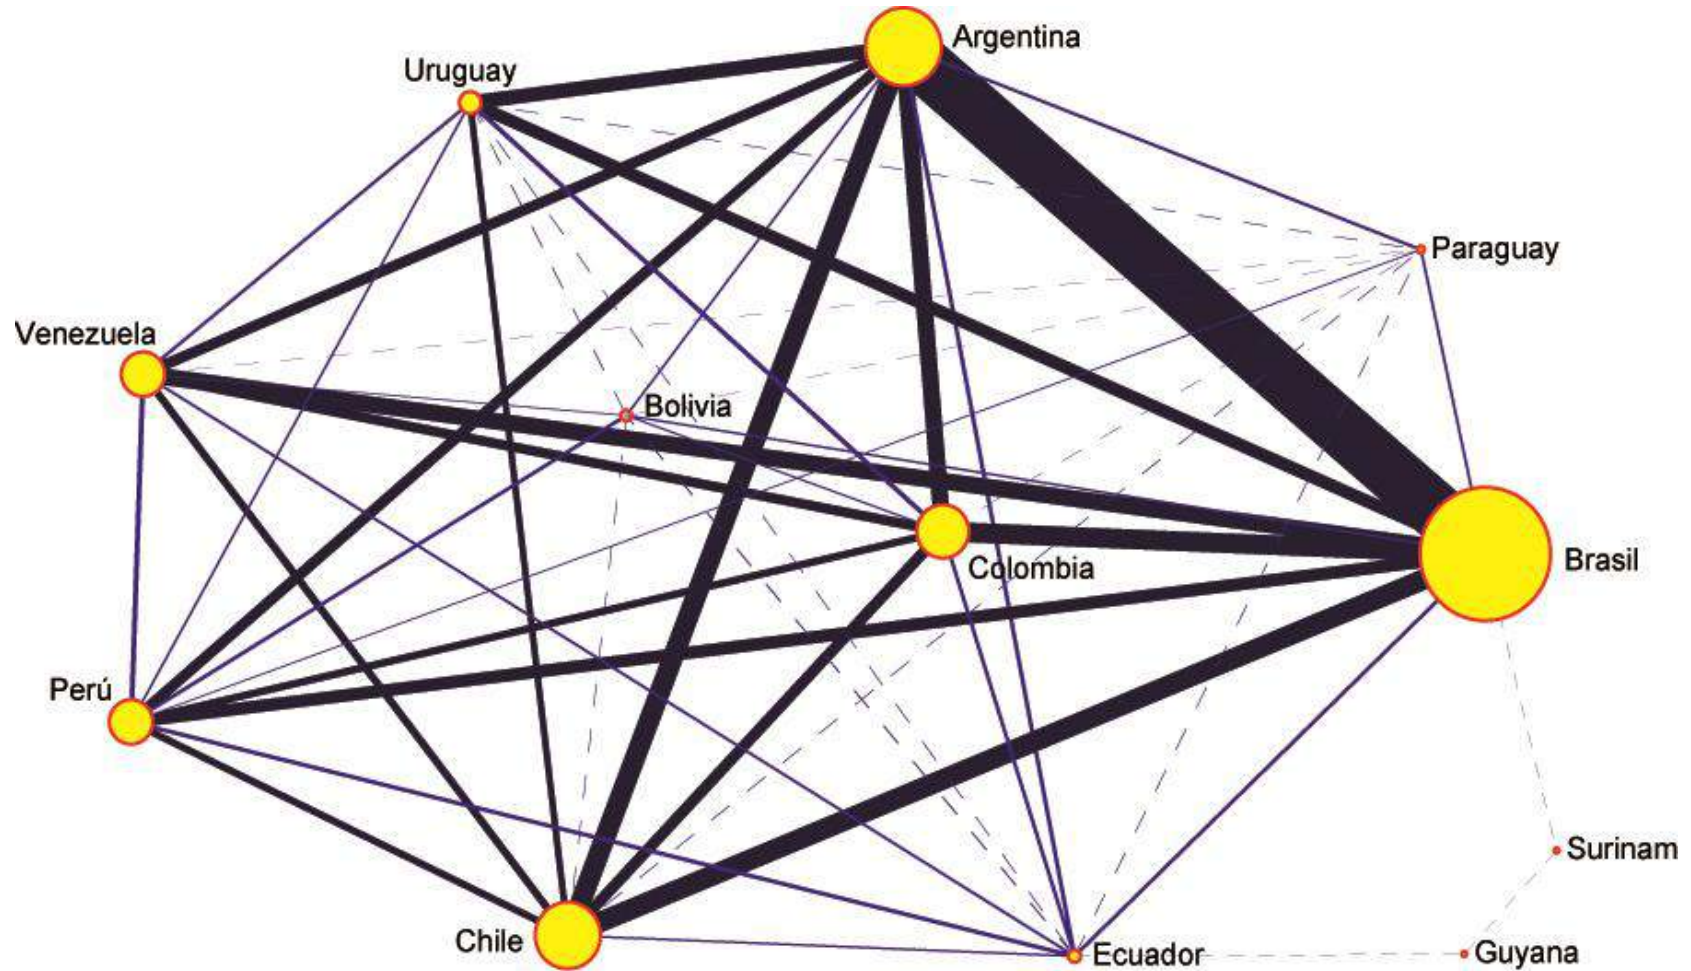 Argentina
Uruguay
Paraguay
Venezuela
Bolivia
Colombia
Brasil
Perú
Surinam
Chile
Ecuador
Guyana